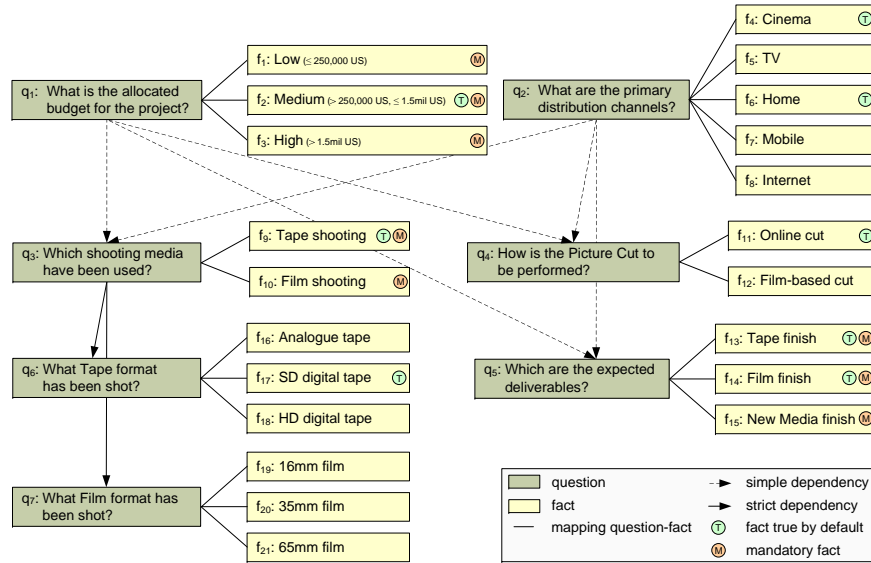 q1: What is the allocated
budget for the project?
f1: Low (≤ 250,000 US) M
f2: Medium (> 250,000 US, ≤ 1.5mil US) T M
f3: High (> 1.5mil US) M
q2: What are the primary
distribution channels?
f4: Cinema T
f5: TV
f6: Home T
f7: Mobile
f8: Internet
q3: Which shooting media
have been used?
f9: Tape shooting T M
f10: Film shooting M
q4: How is the Picture Cut to
be performed?
f11: Online cut T
f12: Film-based cut
q6: What Tape format
has been shot?
f16: Analogue tape
f17: SD digital tape T
f18: HD digital tape
q5: Which are the expected
deliverables?
f13: Tape finish T M
f14: Film finish T M
f15: New Media finish M
q7: What Film format has
been shot?
f19: 16mm film
f20: 35mm film
f21: 65mm film
question
fact
mapping question-fact
simple dependency
strict dependency
T fact true by default
M mandatory fact